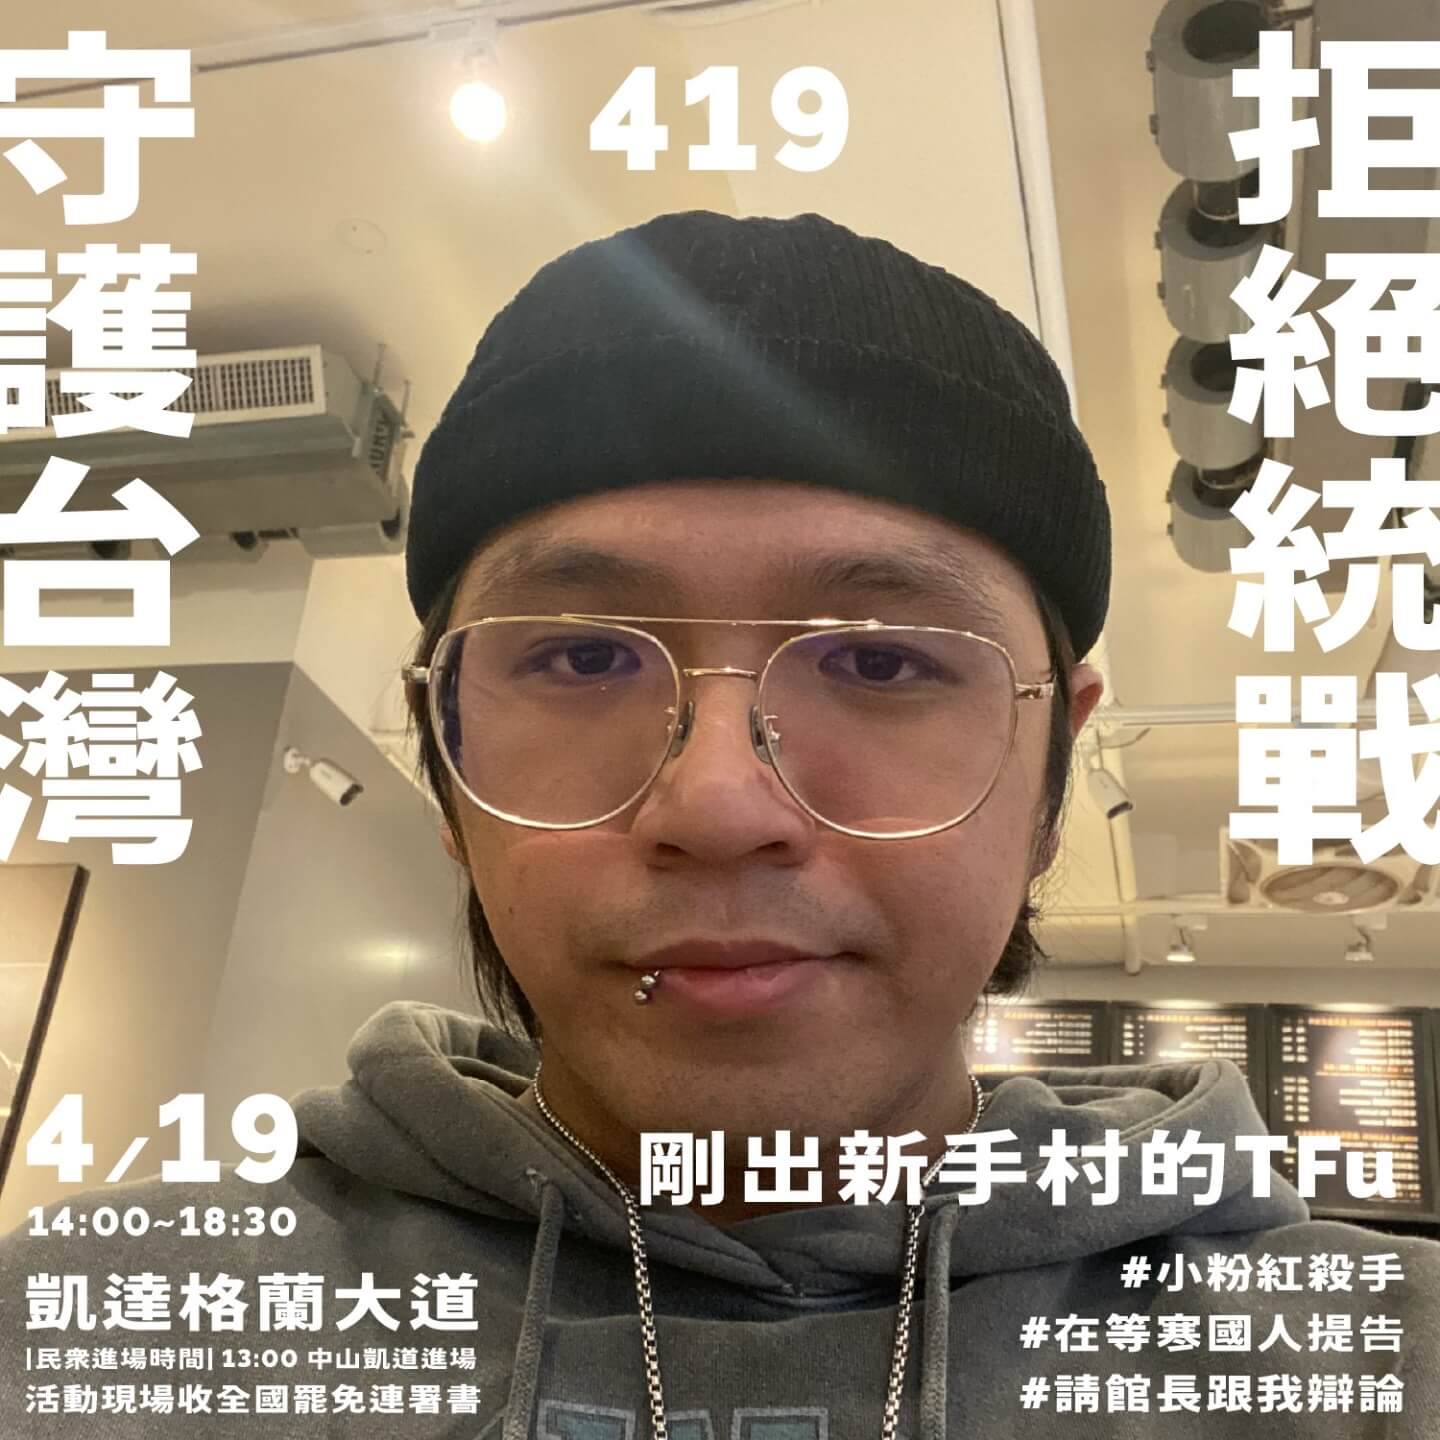 419
守護台灣
拒絕統戰
4/19
14:00~18:30
凱達格蘭大道
|民眾進場時間| 13:00 中山凱道進場
活動現場收全國罷免連署書
剛出新手村的TFu
#小粉紅殺手
#在等寒國人提告
#請館長跟我辯論